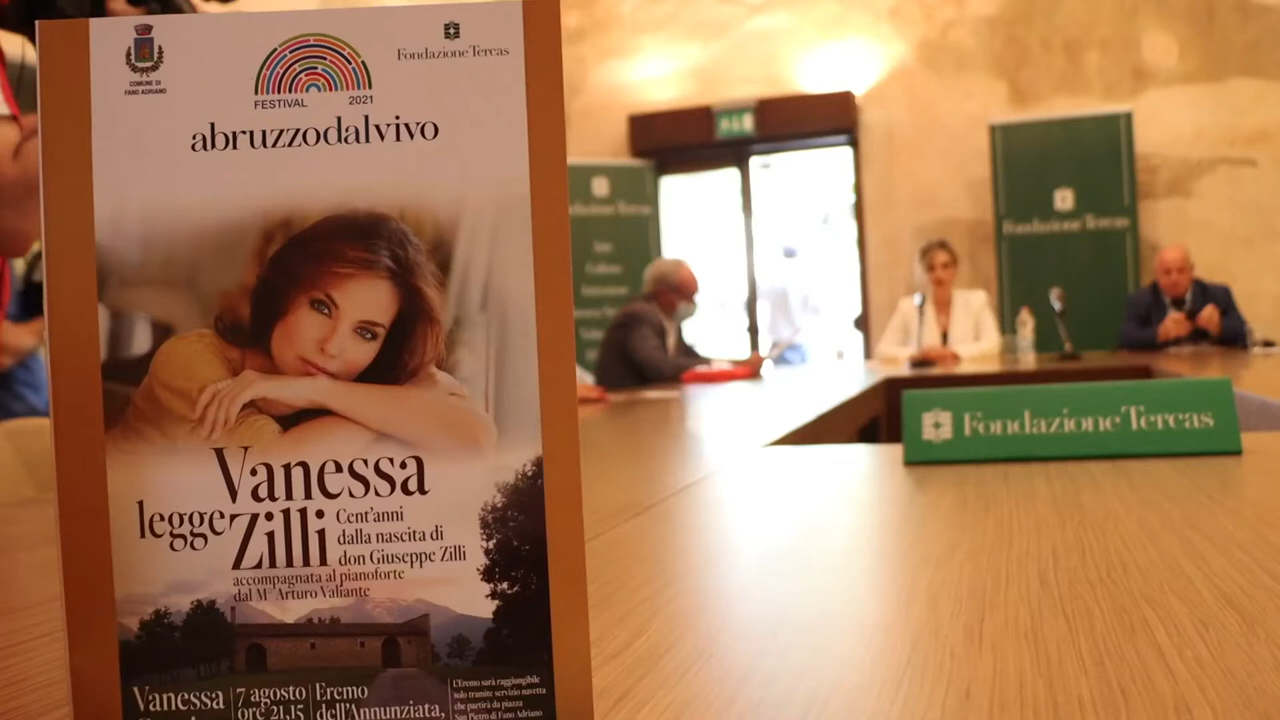 COMUNE DI
FANO ADRIANO
FESTIVAL 2021
abruzzodalvivo
Fondazione Tercas
Vanessa
legge Zilli
Cent'anni
dalla nascita di
don Giuseppe Zilli
accompagnata al pianoforte
dal M° Arturo Valiante
Vanessa
7 agosto
ore 21,15
Eremo
dell'Annunziata,
L'Eremo sarà raggiungibile
solo tramite servizio navetta
che partirà da piazza
San Pietro di Fano Adriano
Fondazione Tercas
Fondazione Tercas
Fondazione Tercas